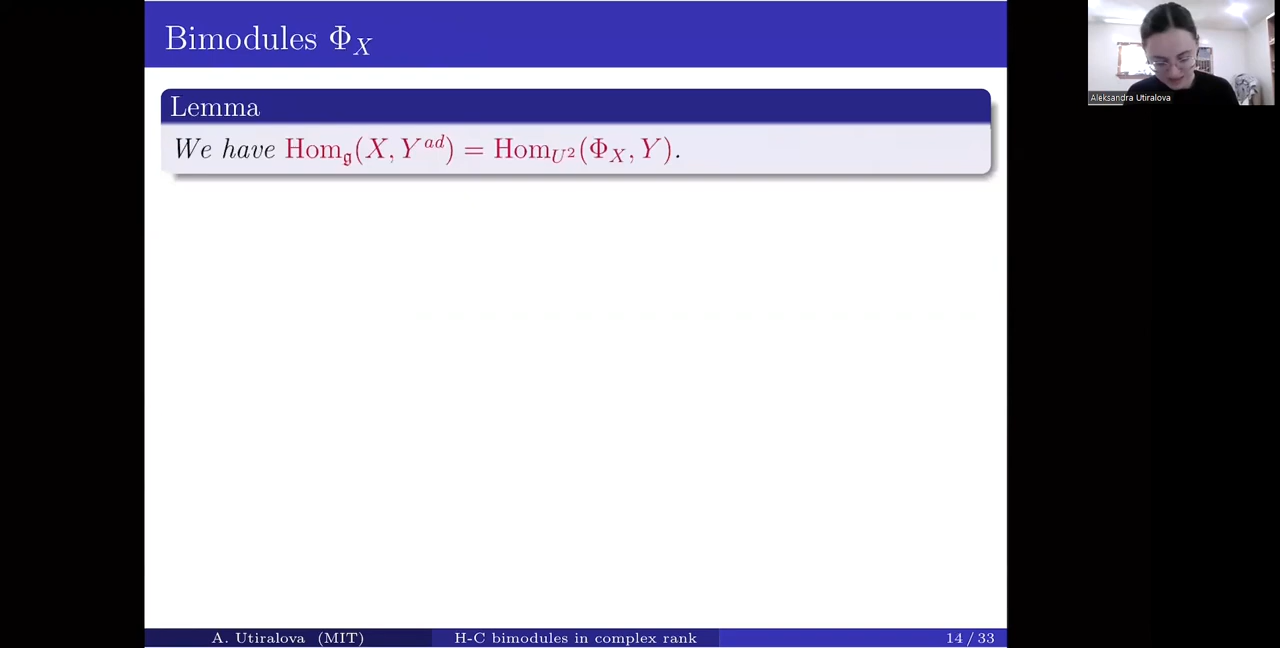 Bimodules Φ_X
Aleksandra Utiralova
Lemma
We have Hom_𝔤(X, Y^{ad}) = Hom_{U^2}(Φ_X, Y).
A. Utiralova (MIT) H-C bimodules in complex rank 14 / 33